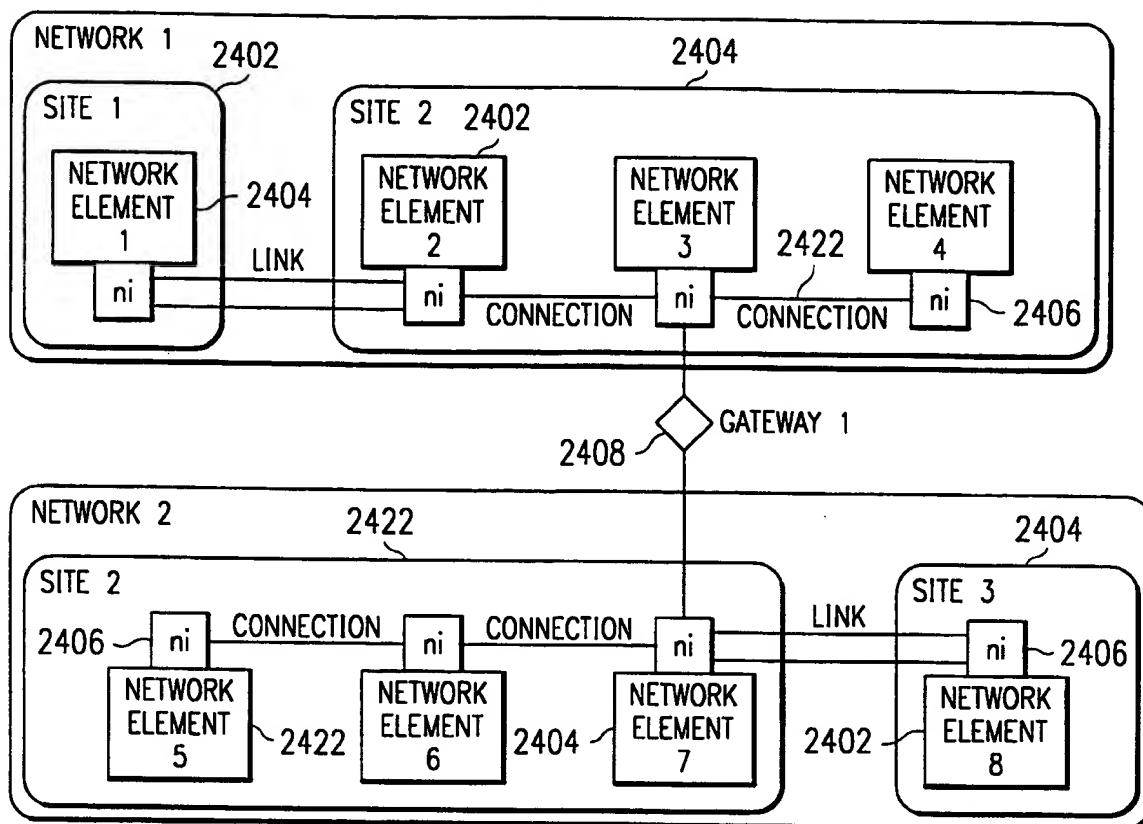 NETWORK 1
2402
2404
SITE 1
SITE 2
2402
NETWORK
ELEMENT
1
2404
NETWORK
ELEMENT
2
NETWORK
ELEMENT
3
NETWORK
ELEMENT
4
LINK
2422
ni
ni
CONNECTION
ni
CONNECTION
ni
2406
2408
GATEWAY 1
NETWORK 2
2422
2404
SITE 2
SITE 3
2406
ni
CONNECTION
ni
CONNECTION
ni
LINK
ni
2406
NETWORK
ELEMENT
5
2422
NETWORK
ELEMENT
6
2404
NETWORK
ELEMENT
7
2402
NETWORK
ELEMENT
8